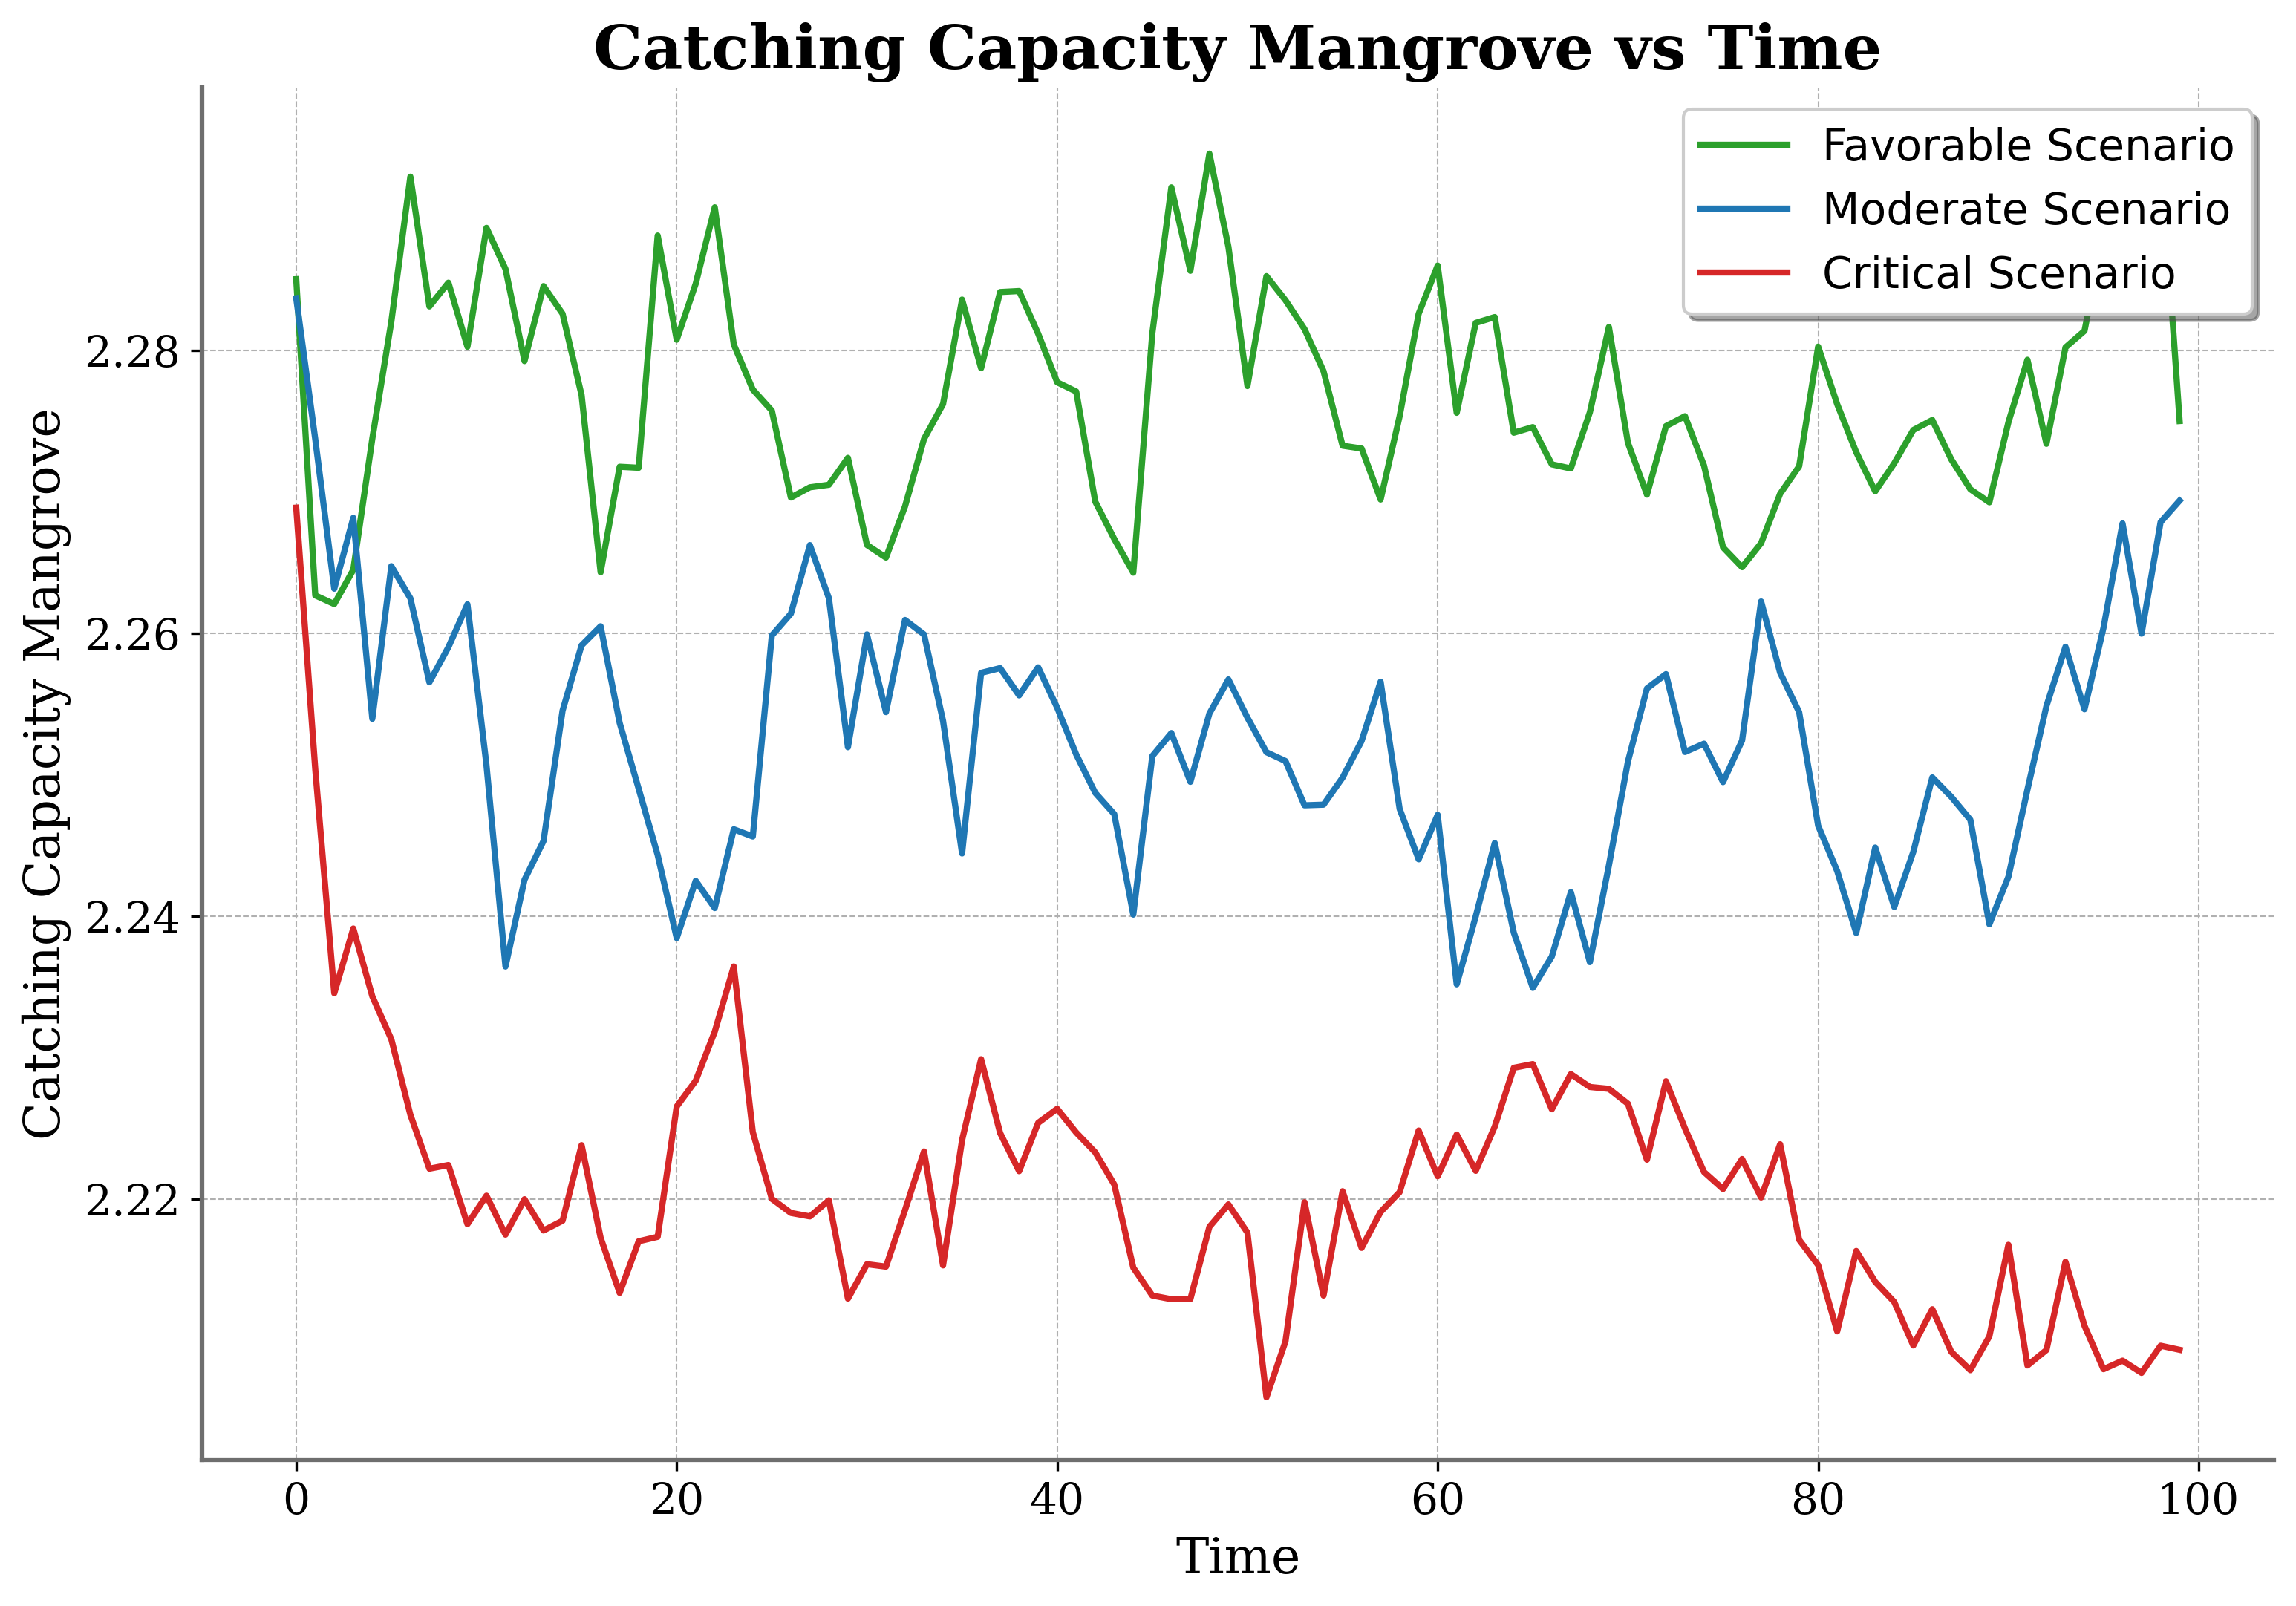 Catching Capacity Mangrove vs Time
Favorable Scenario
Moderate Scenario
Critical Scenario
2.28
2.26
2.24
2.22
Catching Capacity Mangrove
0 20 40 60 80 100
Time